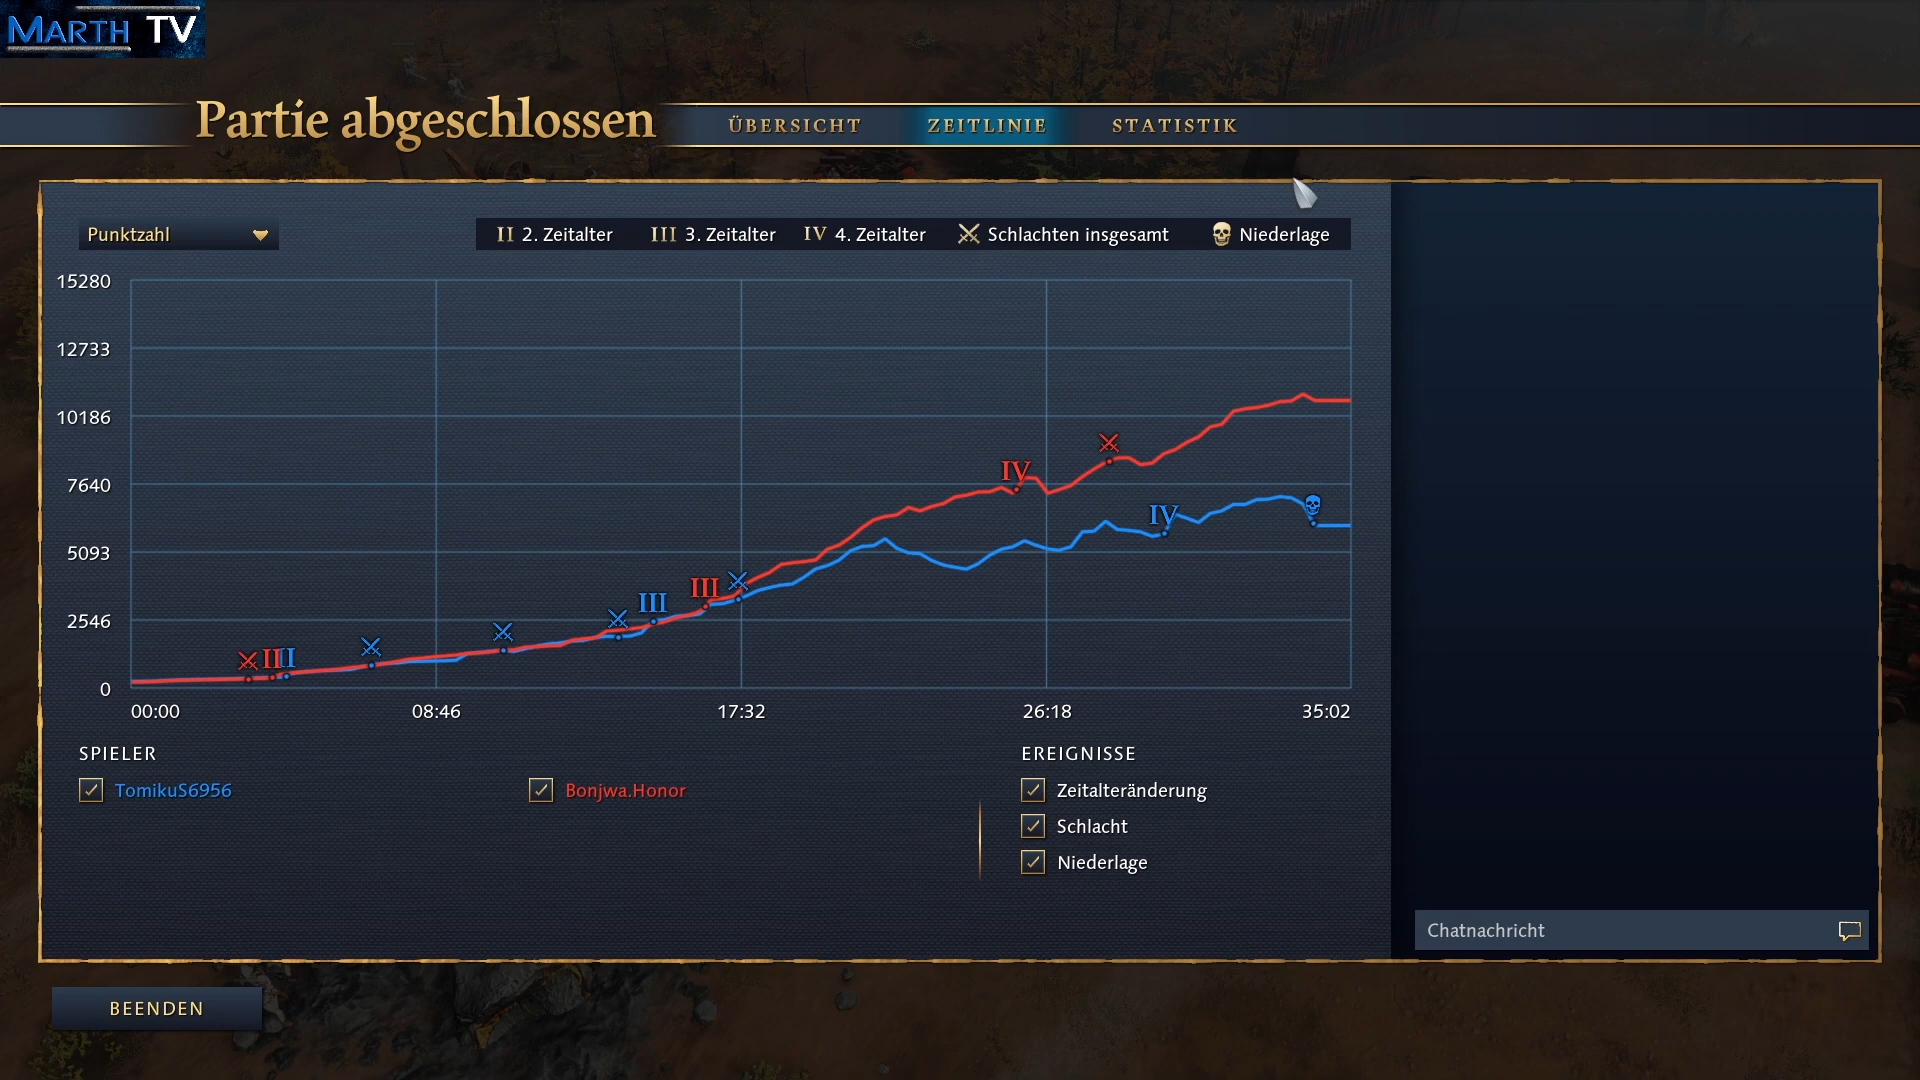 MARTH TV
Partie abgeschlossen
ÜBERSICHT
ZEITLINIE
STATISTIK
Punktzahl
II 2. Zeitalter
III 3. Zeitalter
IV 4. Zeitalter
Schlachten insgesamt
Niederlage
15280
12733
10186
7640
5093
2546
0
IV
IV
III
III
II
II
00:00
08:46
17:32
26:18
35:02
SPIELER
TomikuS6956
Bonjwa.Honor
EREIGNISSE
Zeitalteränderung
Schlacht
Niederlage
Chatnachricht
BEENDEN